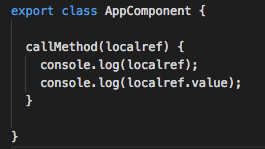 export class AppComponent {
callMethod(localref) {
console.log(localref);
console.log(localref.value);
}
}